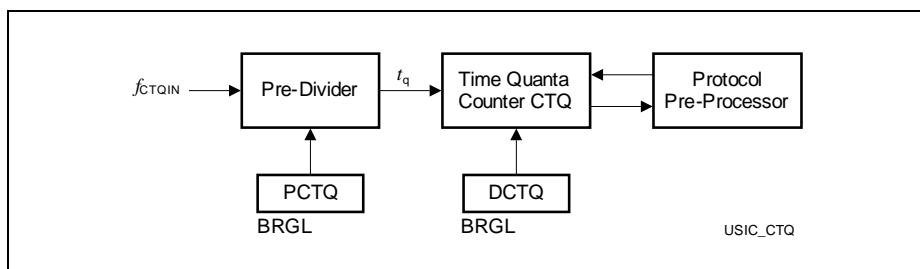 fCTQIN
Pre-Divider
tq
Time Quanta
Counter CTQ
Protocol
Pre-Processor
PCTQ
BRGL
DCTQ
BRGL
USIC_CTQ